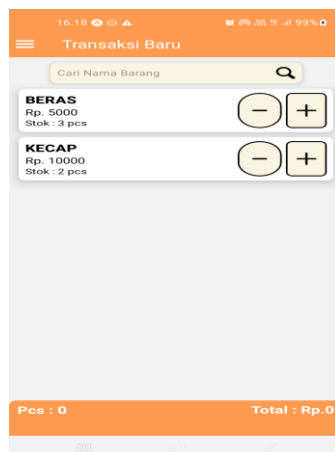 16.18 99%
Transaksi Baru
Cari Nama Barang
BERAS
Rp. 5000
Stok : 3 pcs
− +
KECAP
Rp. 10000
Stok : 2 pcs
− +
Pcs : 0 Total : Rp.0